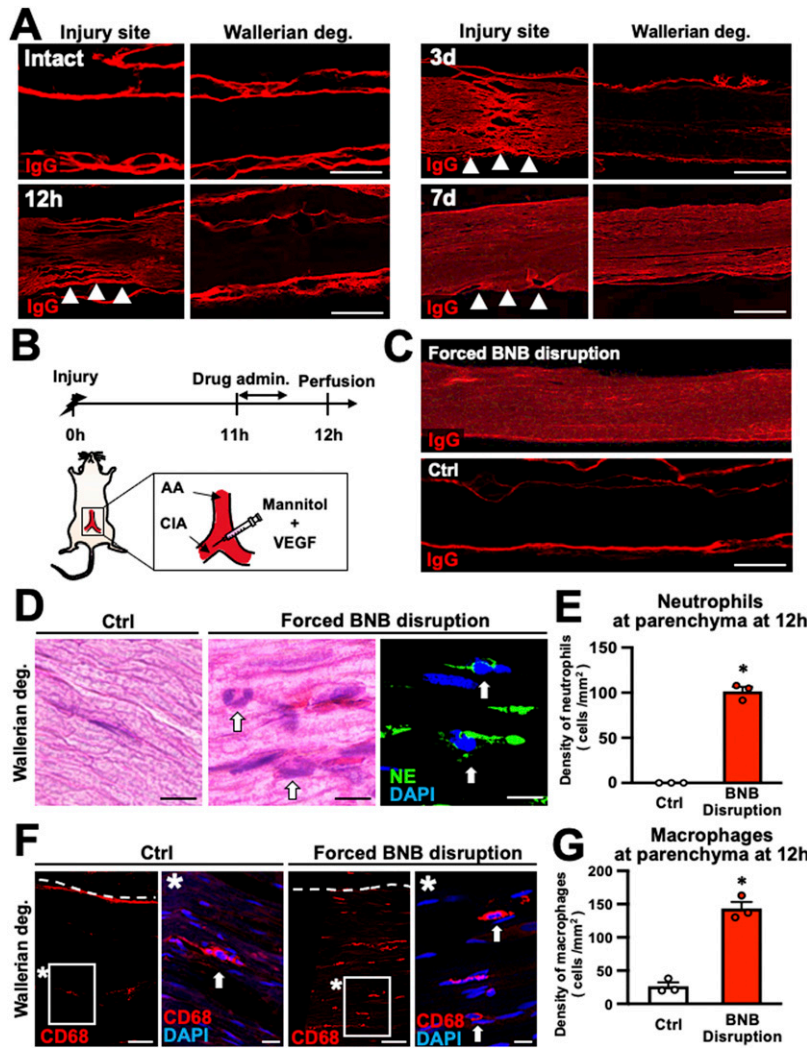 A
Injury site
Wallerian deg.
Injury site
Wallerian deg.
Intact
IgG
3d
IgG
12h
IgG
7d
IgG
B
Injury
Drug admin.
Perfusion
0h
11h
12h
AA
CIA
Mannitol
+
VEGF
C
Forced BNB disruption
IgG
Ctrl
IgG
D
Ctrl
Forced BNB disruption
Wallerian deg.
NE
DAPI
E
Neutrophils
at parenchyma at 12h
Density of neutrophils
( cells /mm²)
150
100
50
0
*
Ctrl
BNB
Disruption
F
Ctrl
Forced BNB disruption
Wallerian deg.
*
CD68
*
CD68
DAPI
*
CD68
*
CD68
DAPI
G
Macrophages
at parenchyma at 12h
Density of macrophages
( cells /mm²)
200
150
100
50
0
*
Ctrl
BNB
Disruption